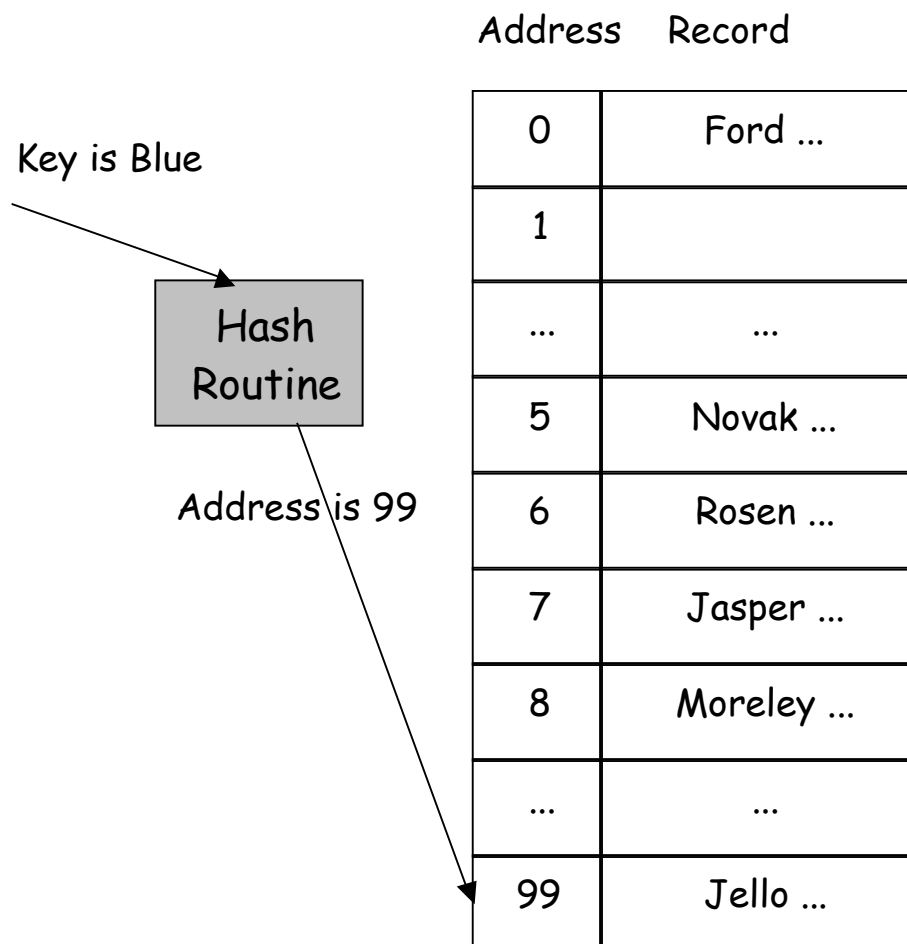 Address Record
0 Ford ...
Key is Blue
1
Hash
Routine
... ...
5 Novak ...
Address is 99
6 Rosen ...
7 Jasper ...
8 Moreley ...
... ...
99 Jello ...